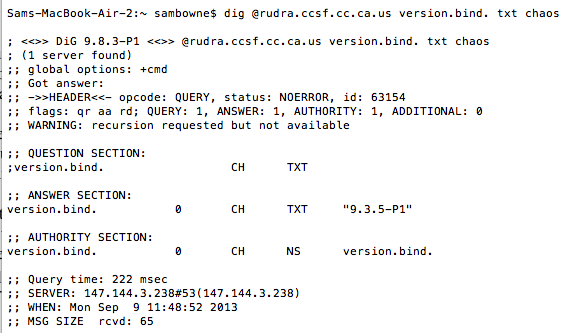 Sams-MacBook-Air-2:~ sambowne$ dig @rudra.ccsf.cc.ca.us version.bind. txt chaos
; <<>> DiG 9.8.3-P1 <<>> @rudra.ccsf.cc.ca.us version.bind. txt chaos
; (1 server found)
;; global options: +cmd
;; Got answer:
;; ->>HEADER<<- opcode: QUERY, status: NOERROR, id: 63154
;; flags: qr aa rd; QUERY: 1, ANSWER: 1, AUTHORITY: 1, ADDITIONAL: 0
;; WARNING: recursion requested but not available
;; QUESTION SECTION:
;version.bind. CH TXT
;; ANSWER SECTION:
version.bind. 0 CH TXT "9.3.5-P1"
;; AUTHORITY SECTION:
version.bind. 0 CH NS version.bind.
;; Query time: 222 msec
;; SERVER: 147.144.3.238#53(147.144.3.238)
;; WHEN: Mon Sep 9 11:48:52 2013
;; MSG SIZE rcvd: 65